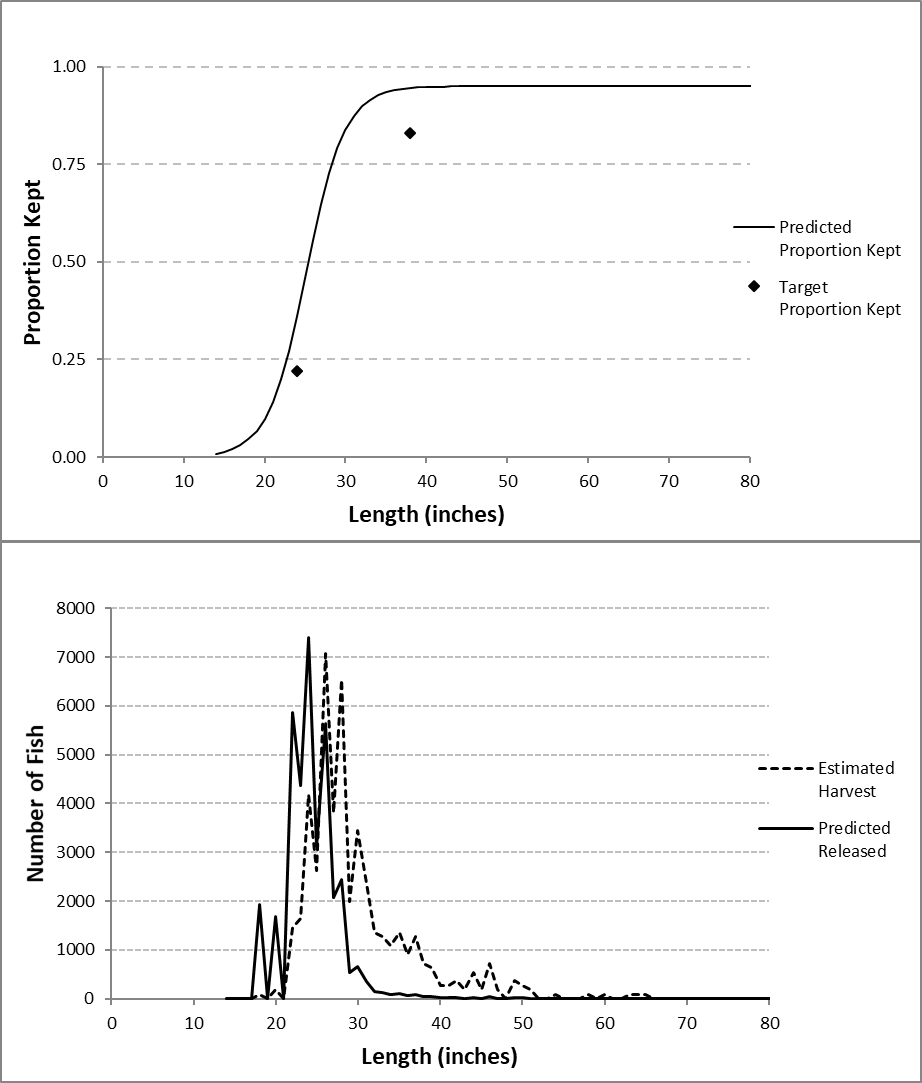 1.00
0.75
0.50
0.25
0.00
Proportion Kept
0 10 20 30 40 50 60 70 80
Length (inches)
Predicted
Proportion Kept
Target
Proportion Kept
8000
7000
6000
5000
4000
3000
2000
1000
0
Number of Fish
0 10 20 30 40 50 60 70 80
Length (inches)
Estimated
Harvest
Predicted
Released